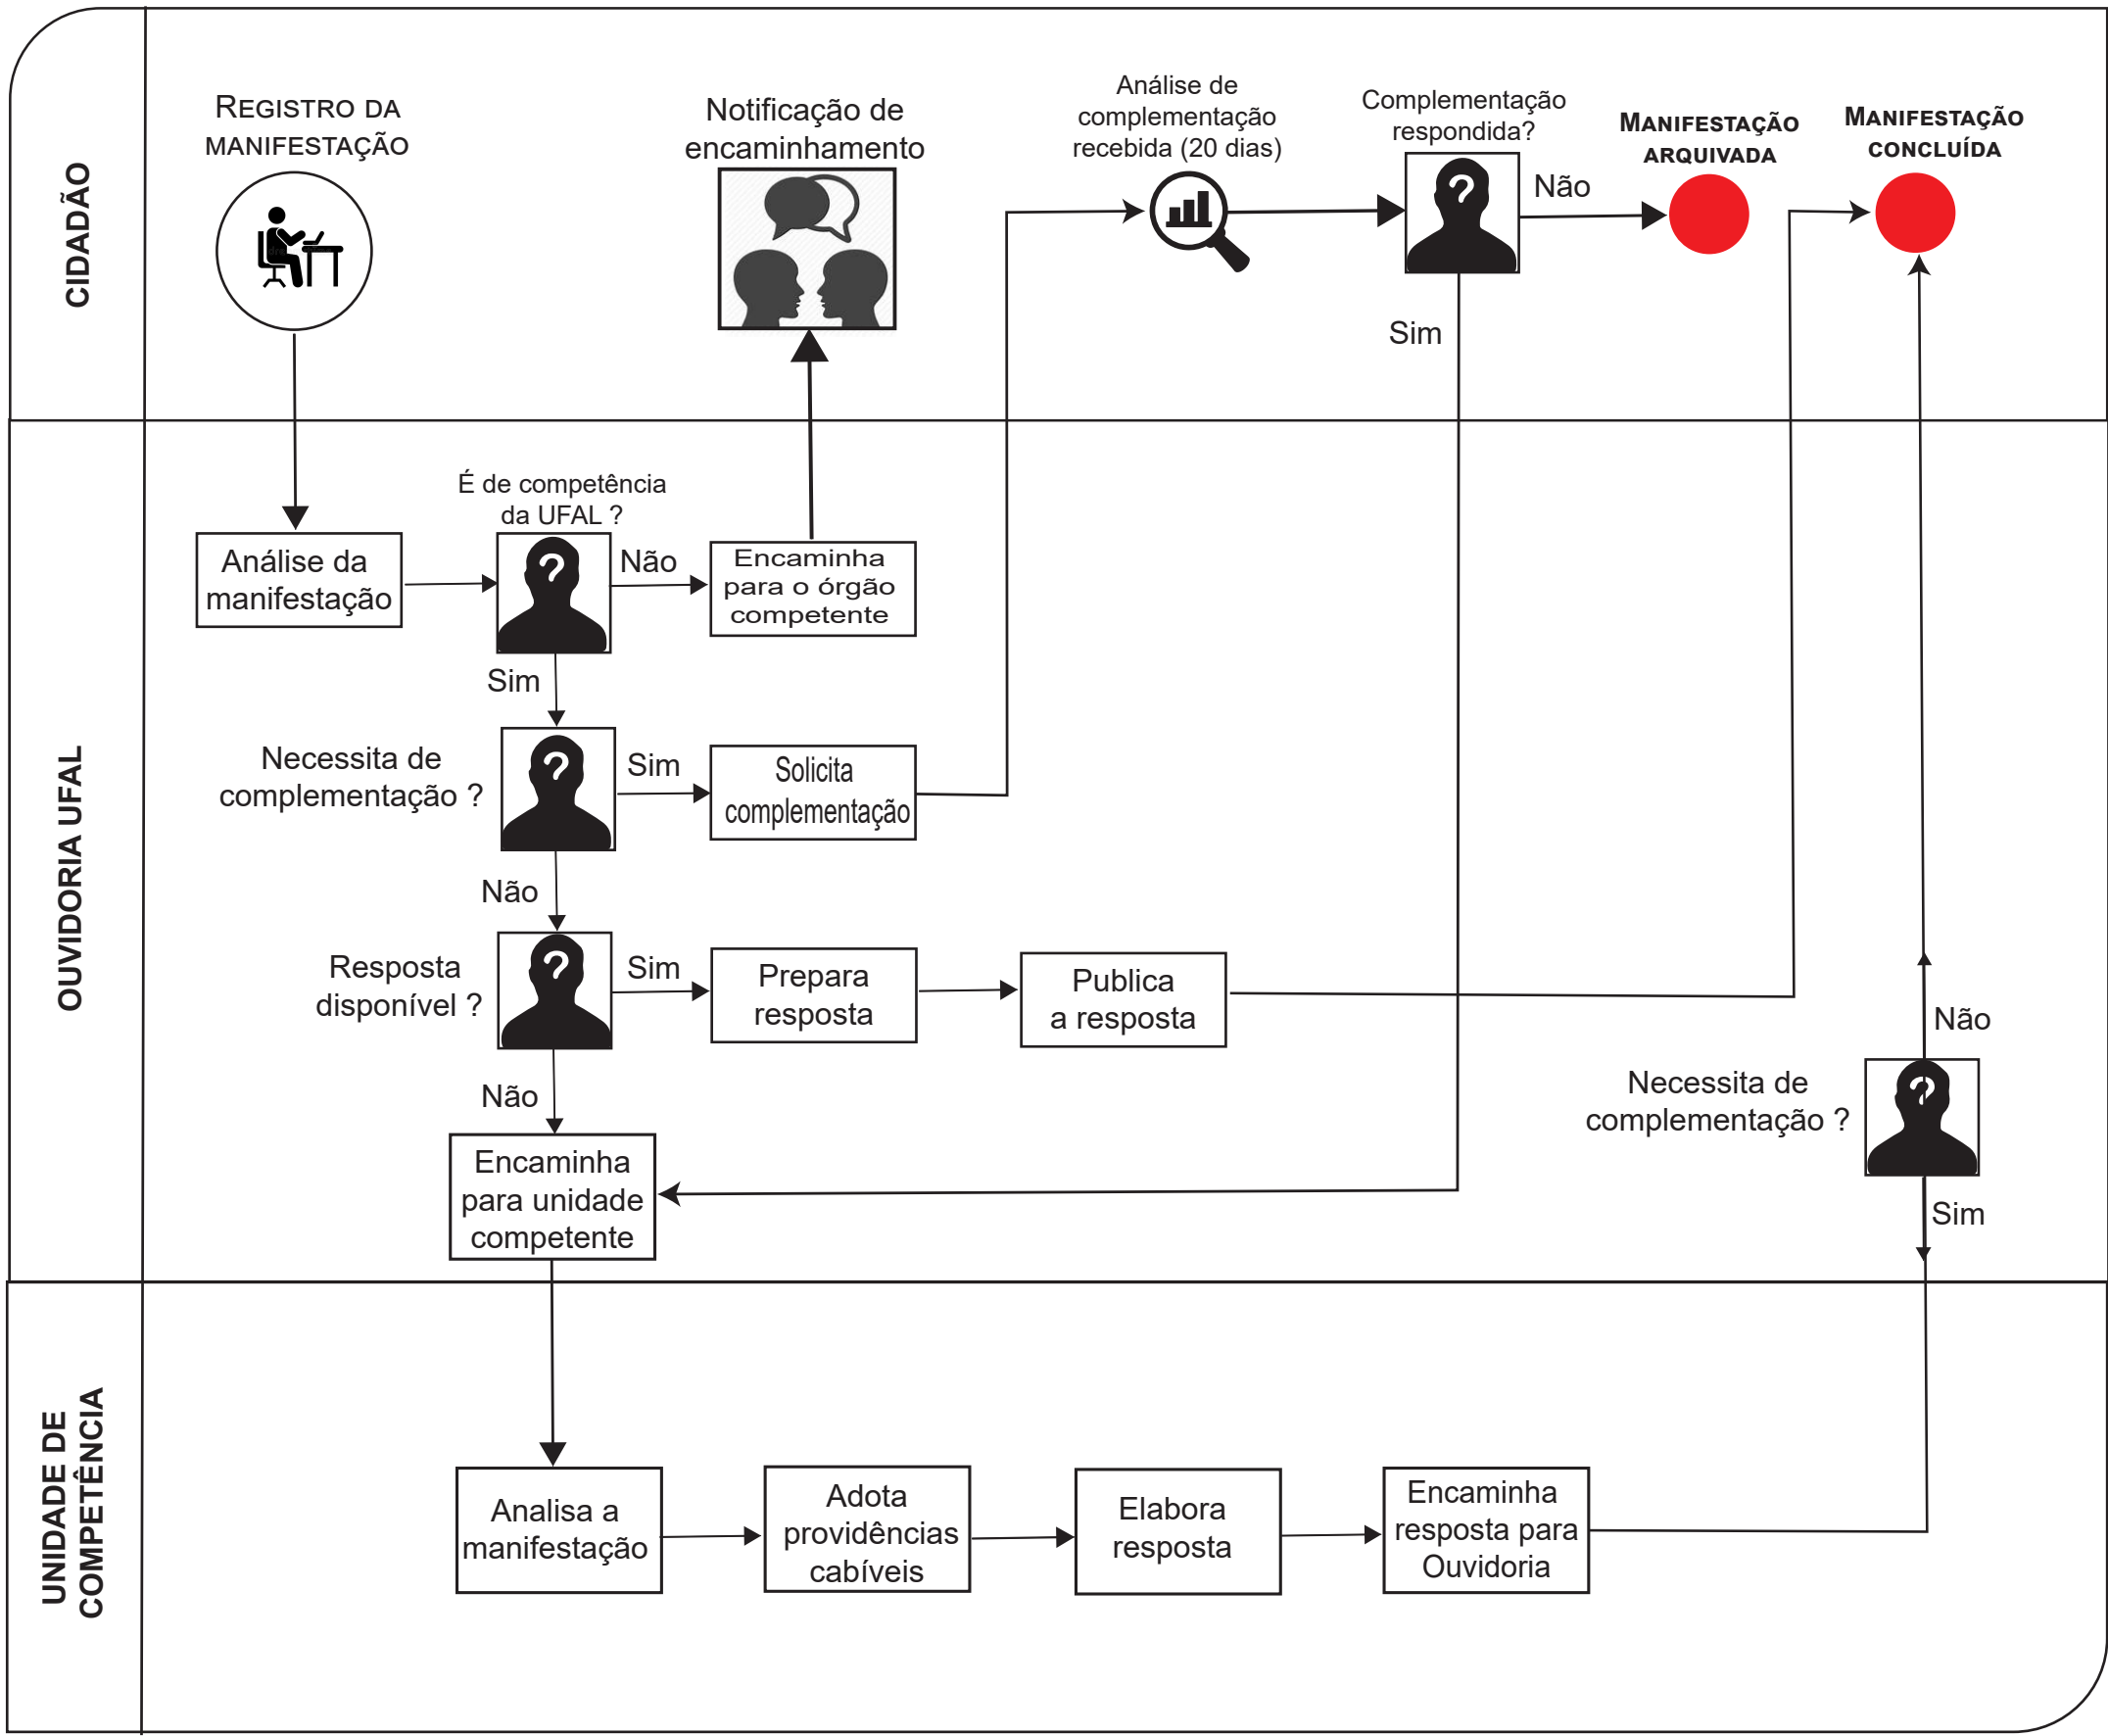 CIDADÃO
REGISTRO DA
MANIFESTAÇÃO
Notificação de
encaminhamento
Análise de
complementação
recebida (20 dias)
Complementação
respondida?
Não
Sim
MANIFESTAÇÃO
ARQUIVADA
MANIFESTAÇÃO
CONCLUÍDA
OUVIDORIA UFAL
Análise da
manifestação
É de competência
da UFAL ?
Não
Encaminha
para o órgão
competente
Sim
Necessita de
complementação ?
Sim
Solicita
complementação
Não
Resposta
disponível ?
Sim
Prepara
resposta
Publica
a resposta
Não
Encaminha
para unidade
competente
Não
Necessita de
complementação ?
Sim
UNIDADE DE
COMPETÊNCIA
Analisa a
manifestação
Adota
providências
cabíveis
Elabora
resposta
Encaminha
resposta para
Ouvidoria